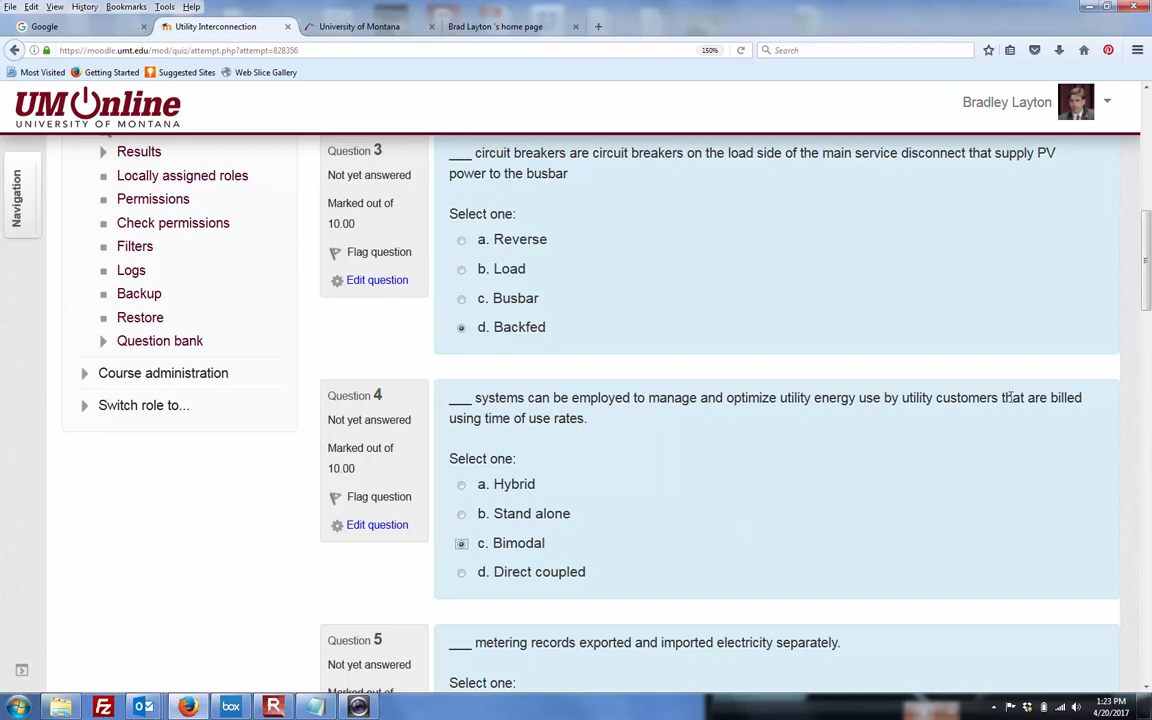 File Edit View History Bookmarks Tools Help
Google
Utility Interconnection
University of Montana
Brad Layton 's home page
https://moodle.umt.edu/mod/quiz/attempt.php?attempt=828356
150%
Search
Most Visited
Getting Started
Suggested Sites
Web Slice Gallery
UMOnline
UNIVERSITY OF MONTANA
Bradley Layton
Navigation
Results
Locally assigned roles
Permissions
Check permissions
Filters
Logs
Backup
Restore
Question bank
Course administration
Switch role to...
Question 3
Not yet answered
Marked out of
10.00
Flag question
Edit question
___ circuit breakers are circuit breakers on the load side of the main service disconnect that supply PV
power to the busbar
Select one:
a. Reverse
b. Load
c. Busbar
d. Backfed
Question 4
Not yet answered
Marked out of
10.00
Flag question
Edit question
___ systems can be employed to manage and optimize utility energy use by utility customers that are billed
using time of use rates.
Select one:
a. Hybrid
b. Stand alone
c. Bimodal
d. Direct coupled
Question 5
Not yet answered
Marked out of
___ metering records exported and imported electricity separately.
Select one:
box
R
1:23 PM
4/20/2017